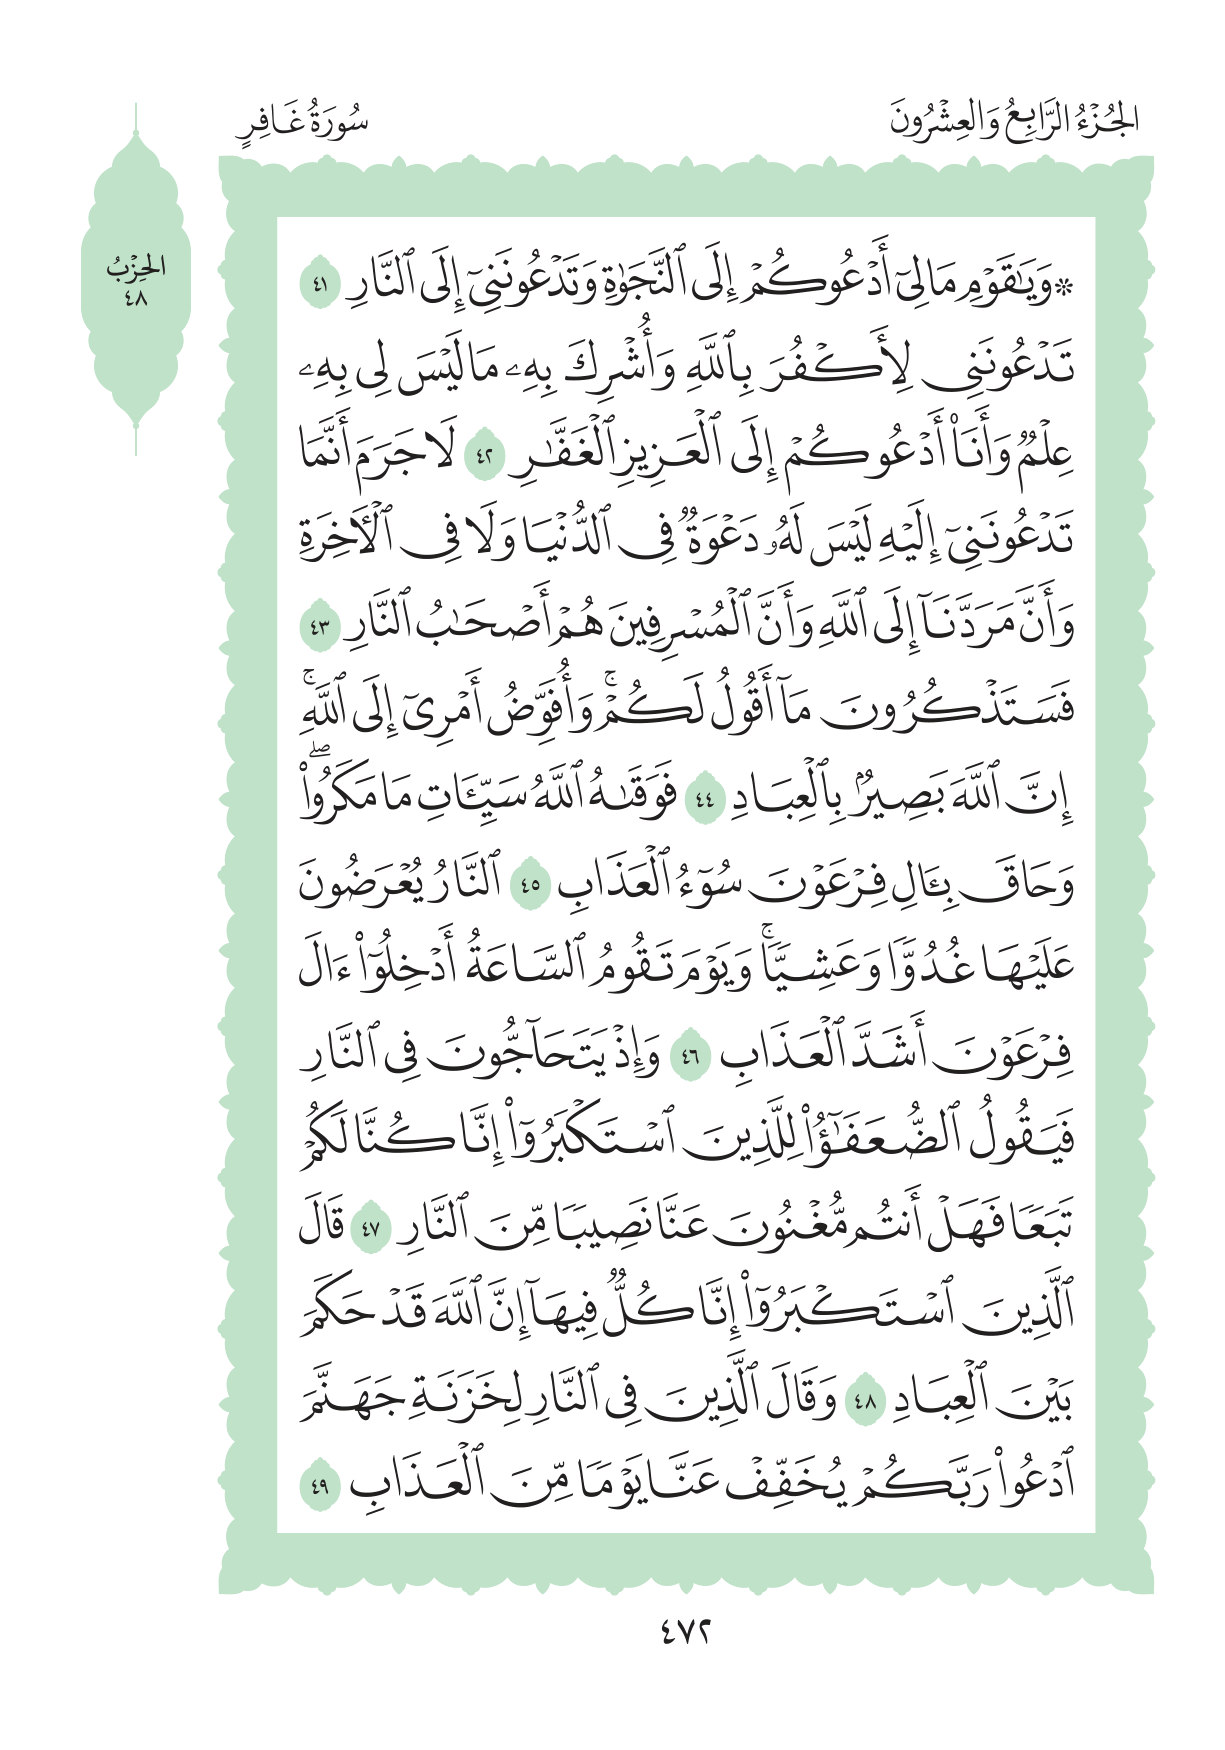 الجُزْءُ الرَّابِعُ وَالعِشْرُونَ
سُورَةُ غَافِرٍ
الحِزْبُ
٤٨
۞ وَيَٰقَوْمِ مَا لِىٓ أَدْعُوكُمْ إِلَى ٱلنَّجَوٰةِ وَتَدْعُونَنِىٓ إِلَى ٱلنَّارِ ٤١
تَدْعُونَنِى لِأَكْفُرَ بِٱللَّهِ وَأُشْرِكَ بِهِۦ مَا لَيْسَ لِى بِهِۦ
عِلْمٌ وَأَنَا۠ أَدْعُوكُمْ إِلَى ٱلْعَزِيزِ ٱلْغَفَّٰرِ ٤٢ لَا جَرَمَ أَنَّمَا
تَدْعُونَنِىٓ إِلَيْهِ لَيْسَ لَهُۥ دَعْوَةٌ فِى ٱلدُّنْيَا وَلَا فِى ٱلْأَخِرَةِ
وَأَنَّ مَرَدَّنَآ إِلَى ٱللَّهِ وَأَنَّ ٱلْمُسْرِفِينَ هُمْ أَصْحَٰبُ ٱلنَّارِ ٤٣
فَسَتَذْكُرُونَ مَآ أَقُولُ لَكُمْۚ وَأُفَوِّضُ أَمْرِىٓ إِلَى ٱللَّهِۚ
إِنَّ ٱللَّهَ بَصِيرٌۢ بِٱلْعِبَادِ ٤٤ فَوَقَىٰهُ ٱللَّهُ سَيِّـَٔاتِ مَا مَكَرُوا۟ۖ
وَحَاقَ بِـَٔالِ فِرْعَوْنَ سُوٓءُ ٱلْعَذَابِ ٤٥ ٱلنَّارُ يُعْرَضُونَ
عَلَيْهَا غُدُوًّا وَعَشِيًّاۚ وَيَوْمَ تَقُومُ ٱلسَّاعَةُ أَدْخِلُوٓا۟ ءَالَ
فِرْعَوْنَ أَشَدَّ ٱلْعَذَابِ ٤٦ وَإِذْ يَتَحَآجُّونَ فِى ٱلنَّارِ
فَيَقُولُ ٱلضُّعَفَٰٓؤُا۟ لِلَّذِينَ ٱسْتَكْبَرُوٓا۟ إِنَّا كُنَّا لَكُمْ
تَبَعًا فَهَلْ أَنتُم مُّغْنُونَ عَنَّا نَصِيبًا مِّنَ ٱلنَّارِ ٤٧ قَالَ
ٱلَّذِينَ ٱسْتَكْبَرُوٓا۟ إِنَّا كُلٌّ فِيهَآ إِنَّ ٱللَّهَ قَدْ حَكَمَ
بَيْنَ ٱلْعِبَادِ ٤٨ وَقَالَ ٱلَّذِينَ فِى ٱلنَّارِ لِخَزَنَةِ جَهَنَّمَ
ٱدْعُوا۟ رَبَّكُمْ يُخَفِّفْ عَنَّا يَوْمًا مِّنَ ٱلْعَذَابِ ٤٩
٤٧٢